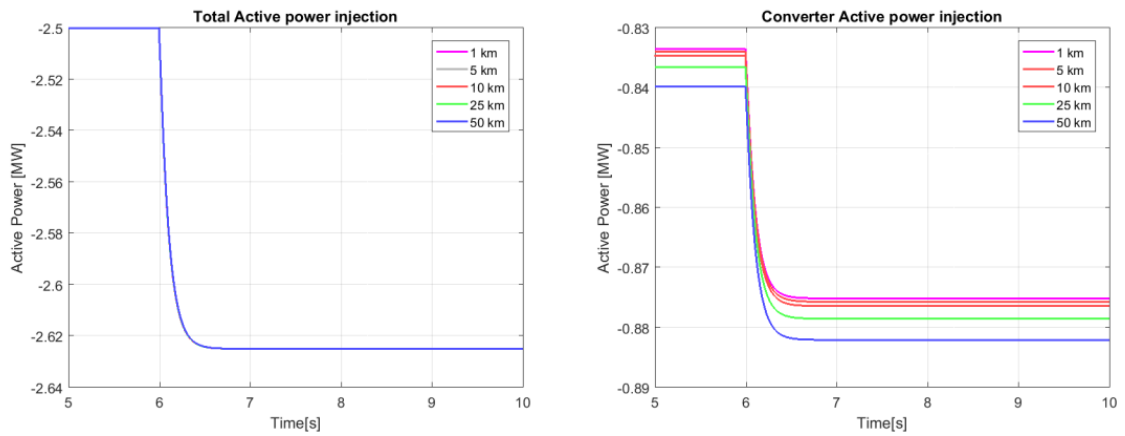 Total Active power injection
-2.5
-2.52
-2.54
-2.56
-2.58
-2.6
-2.62
-2.64
Active Power [MW]
1 km
5 km
10 km
25 km
50 km
5
6
7
8
9
10
Time[s]
Converter Active power injection
-0.83
-0.84
-0.85
-0.86
-0.87
-0.88
-0.89
Active Power [MW]
1 km
5 km
10 km
25 km
50 km
5
6
7
8
9
10
Time[s]